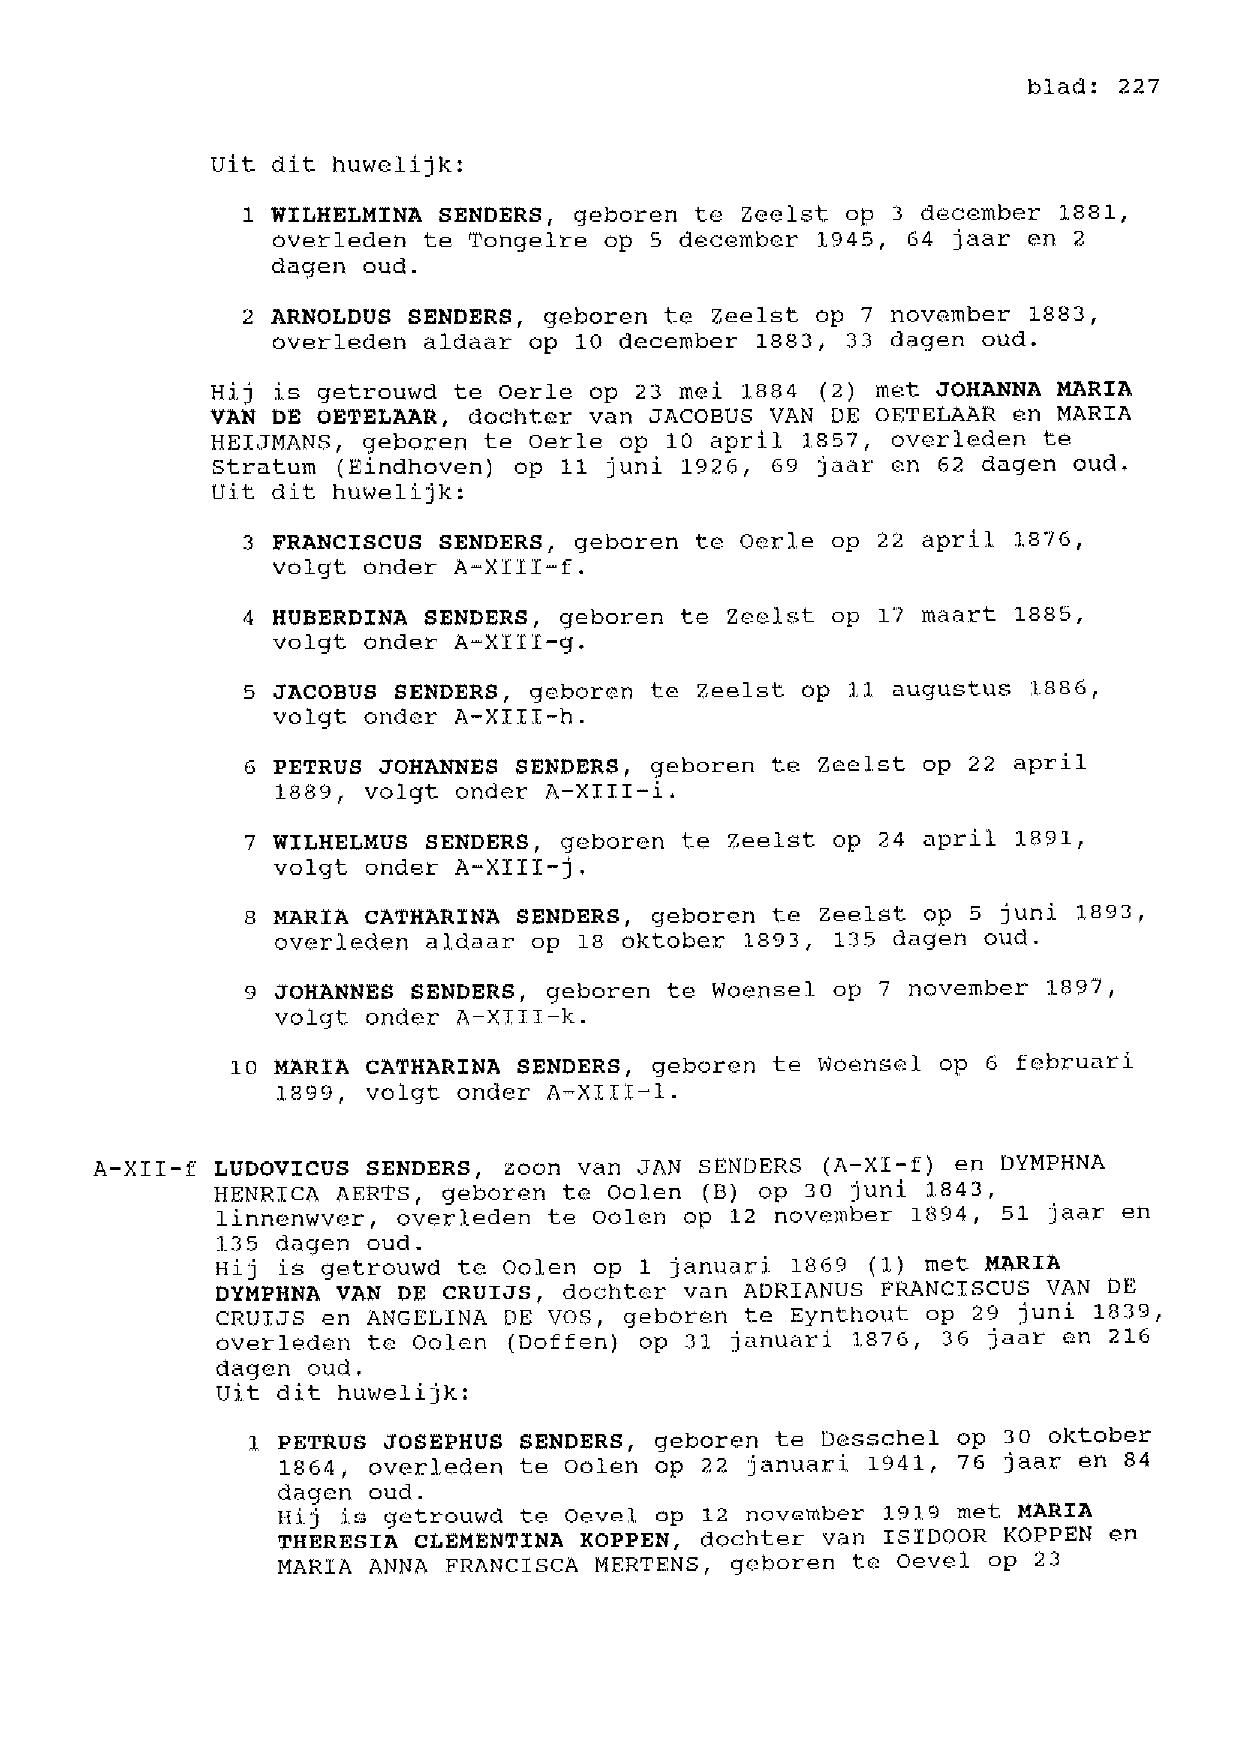 blad: 227
Uit dit huwelijk:
1 WILHELMINA SENDERS, geboren te Zeelst op 3 december 1881,
overleden te Tongelre op 5 december 1945, 64 jaar en 2
dagen oud.
2 ARNOLDUS SENDERS, geboren te Zeelst op 7 november 1883,
overleden aldaar op 10 december 1883, 33 dagen oud.
Hij is getrouwd te Oerle op 23 mei 1884 (2) met JOHANNA MARIA
VAN DE OETELAAR, dochter van JACOBUS VAN DE OETELAAR en MARIA
HEIJMANS, geboren te Oerle op 10 april 1857, overleden te
Stratum (Eindhoven) op 11 juni 1926, 69 jaar en 62 dagen oud.
Uit dit huwelijk:
3 FRANCISCUS SENDERS, geboren te Oerle op 22 april 1876,
volgt onder A-XIII-f.
4 HUBERDINA SENDERS, geboren te Zeelst op 17 maart 1885,
volgt onder A-XIII-g.
5 JACOBUS SENDERS, geboren te Zeelst op 11 augustus 1886,
volgt onder A-XIII-h.
6 PETRUS JOHANNES SENDERS, geboren te Zeelst op 22 april
1889, volgt onder A-XIII-i.
7 WILHELMUS SENDERS, geboren te Zeelst op 24 april 1891,
volgt onder A-XIII-j.
8 MARIA CATHARINA SENDERS, geboren te Zeelst op 5 juni 1893,
overleden aldaar op 18 oktober 1893, 135 dagen oud.
9 JOHANNES SENDERS, geboren te Woensel op 7 november 1897,
volgt onder A-XIII-k.
10 MARIA CATHARINA SENDERS, geboren te Woensel op 6 februari
1899, volgt onder A-XIII-l.
A-XII-f LUDOVICUS SENDERS, zoon van JAN SENDERS (A-XI-f) en DYMPHNA
HENRICA AERTS, geboren te Oolen (B) op 30 juni 1843,
linnenwver, overleden te Oolen op 12 november 1894, 51 jaar en
135 dagen oud.
Hij is getrouwd te Oolen op 1 januari 1869 (1) met MARIA
DYMPHNA VAN DE CRUIJS, dochter van ADRIANUS FRANCISCUS VAN DE
CRUIJS en ANGELINA DE VOS, geboren te Eynthout op 29 juni 1839,
overleden te Oolen (Doffen) op 31 januari 1876, 36 jaar en 216
dagen oud.
Uit dit huwelijk:
1 PETRUS JOSEPHUS SENDERS, geboren te Desschel op 30 oktober
1864, overleden te Oolen op 22 januari 1941, 76 jaar en 84
dagen oud.
Hij is getrouwd te Oevel op 12 november 1919 met MARIA
THERESIA CLEMENTINA KOPPEN, dochter van ISIDOOR KOPPEN en
MARIA ANNA FRANCISCA MERTENS, geboren te Oevel op 23